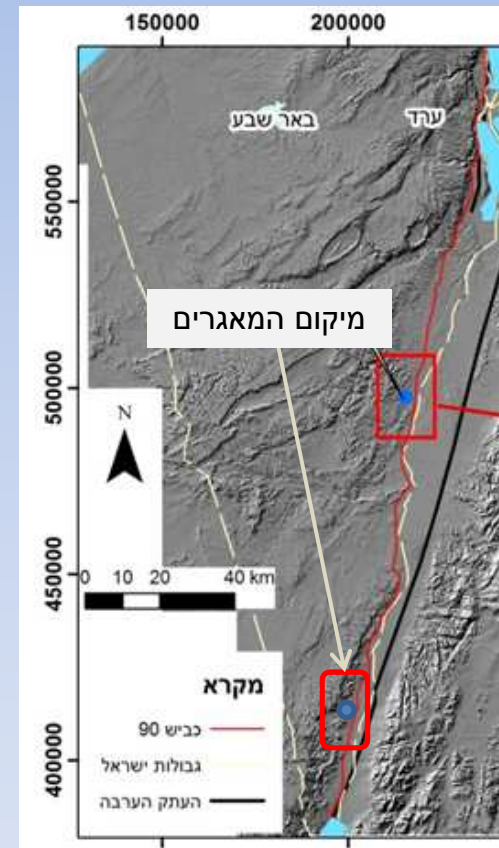 150000 200000
באר שבע ערד
550000
מיקום המאגרים
500000
N
450000
0 10 20 40 km
מקרא
כביש 90
גבולות ישראל
העתק הערבה
400000